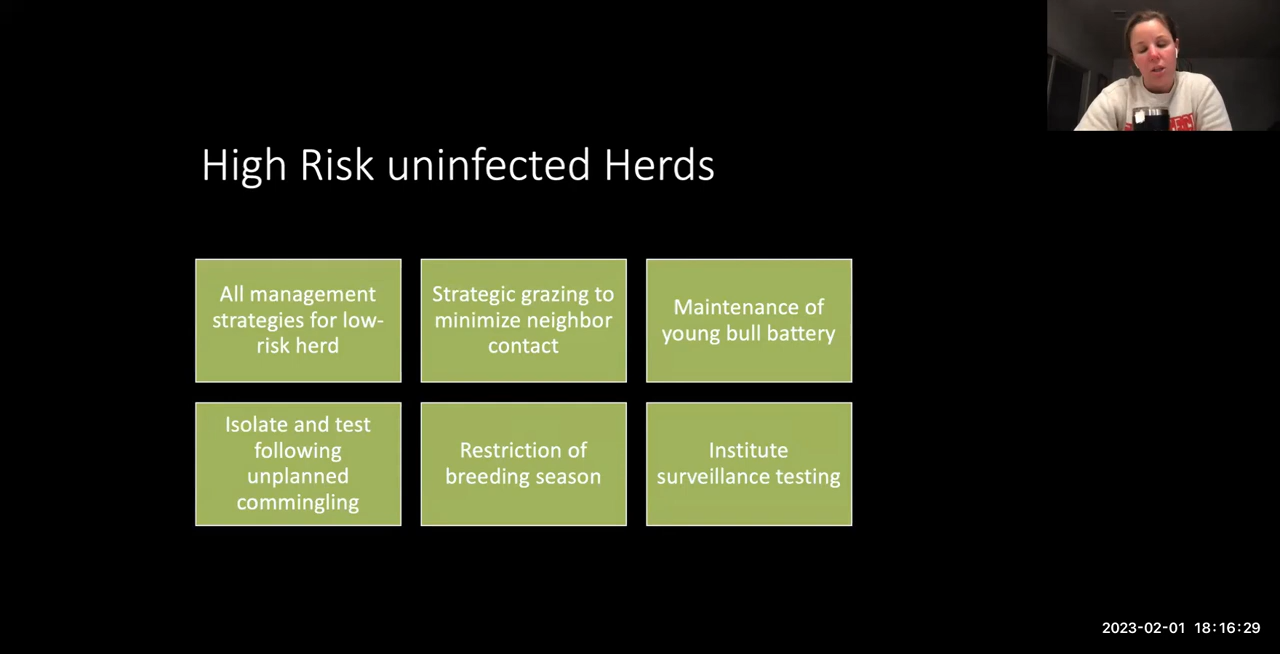 High Risk uninfected Herds
All management
strategies for low-
risk herd
Strategic grazing to
minimize neighbor
contact
Maintenance of
young bull battery
Isolate and test
following
unplanned
commingling
Restriction of
breeding season
Institute
surveillance testing
2023-02-01 18:16:29